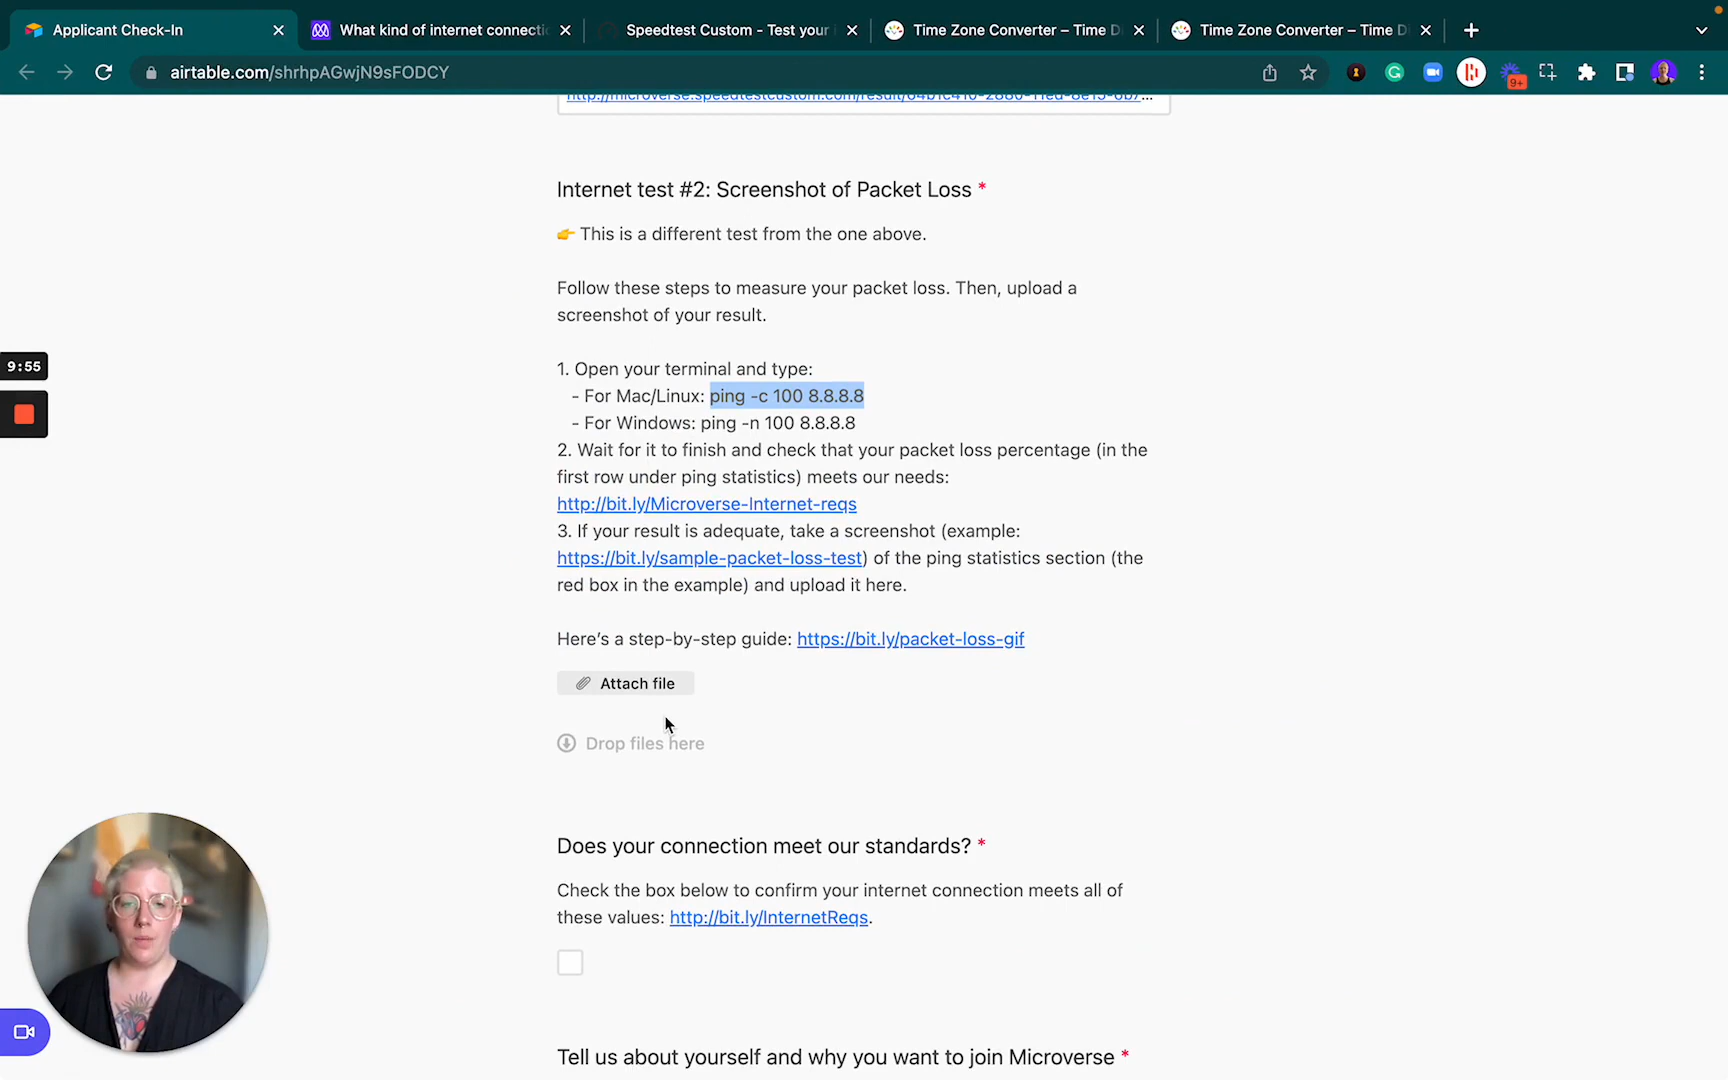 Applicant Check-In
What kind of internet connecti
Speedtest Custom - Test your
Time Zone Converter – Time D
Time Zone Converter – Time D
airtable.com/shrhpAGwjN9sFODCY
9+
Internet test #2: Screenshot of Packet Loss *
👉 This is a different test from the one above.
Follow these steps to measure your packet loss. Then, upload a
screenshot of your result.
9:55
1. Open your terminal and type:
- For Mac/Linux: ping -c 100 8.8.8.8
- For Windows: ping -n 100 8.8.8.8
2. Wait for it to finish and check that your packet loss percentage (in the
first row under ping statistics) meets our needs:
http://bit.ly/Microverse-Internet-reqs
3. If your result is adequate, take a screenshot (example:
https://bit.ly/sample-packet-loss-test) of the ping statistics section (the
red box in the example) and upload it here.
Here's a step-by-step guide: https://bit.ly/packet-loss-gif
Attach file
Drop files here
Does your connection meet our standards? *
Check the box below to confirm your internet connection meets all of
these values: http://bit.ly/InternetReqs.
Tell us about yourself and why you want to join Microverse *